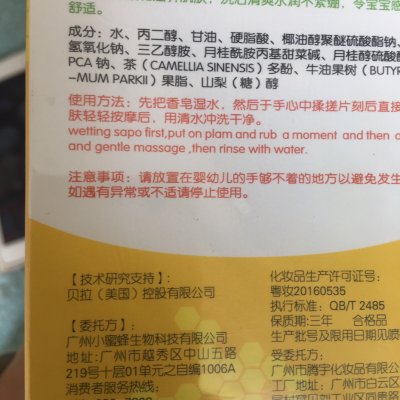 舒适。
成分：水、丙二醇、甘油、硬脂酸、椰油醇聚醚硫酸酯钠、
氢氧化钠、三乙醇胺、月桂酰胺丙基甜菜碱、月桂醇硫酸酯
PCA 钠、茶（CAMELLIA SINENSIS）多酚、牛油果树（BUTYR
-MUM PARKII）果脂、山梨（糖）醇
使用方法：先把香皂湿水，然后于手心中揉搓片刻后直接
肤轻轻按摩后，用清水冲洗干净。
wetting sapo first,put on plam and rub a moment and then
and gentle massage ,then rinse with water.
注意事项：请放置在婴幼儿的手够不着的地方以避免发生
如遇有异常或不适请停止使用。
【技术研究支持】
贝拉（美国）控股有限公司
【委托方】
广州小蜜蜂生物科技有限公司
地址：广州市越秀区中山五路
219号十层01单元之自编1006A
消费者服务热线：
化妆品生产许可证号：
粤妆20160535
执行标准：QB/T 2485
保质期：三年 合格品
生产批号及限用日期见喷
受委托方：
广州市腾宇化妆品有限
工厂地址：广州市白云区